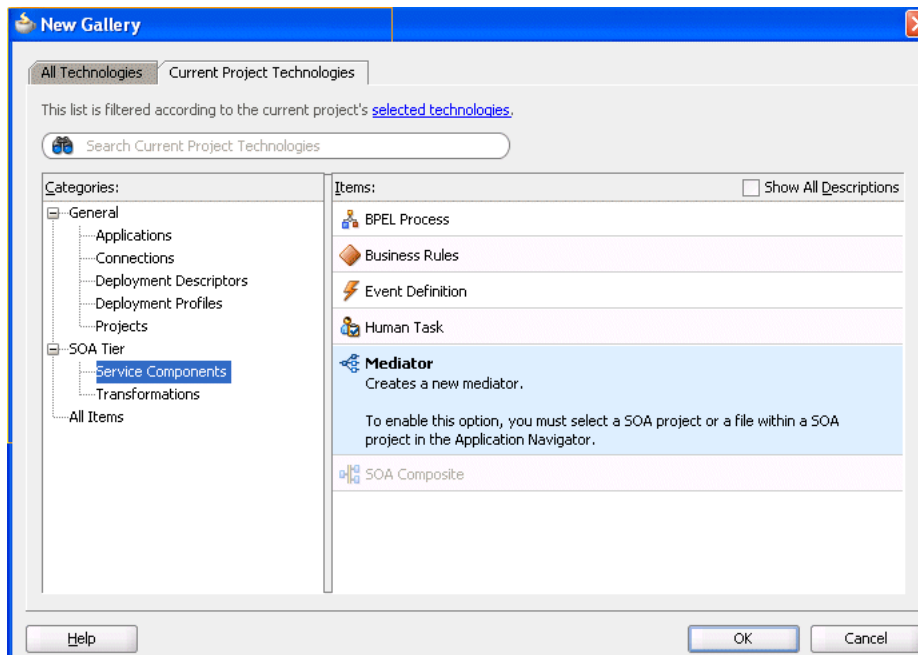 New Gallery
All Technologies
Current Project Technologies
This list is filtered according to the current project's selected technologies.
Search Current Project Technologies
Categories:
General
Applications
Connections
Deployment Descriptors
Deployment Profiles
Projects
SOA Tier
Service Components
Transformations
All Items
Items:
Show All Descriptions
BPEL Process
Business Rules
Event Definition
Human Task
Mediator
Creates a new mediator.
To enable this option, you must select a SOA project or a file within a SOA
project in the Application Navigator.
SOA Composite
Help
OK
Cancel